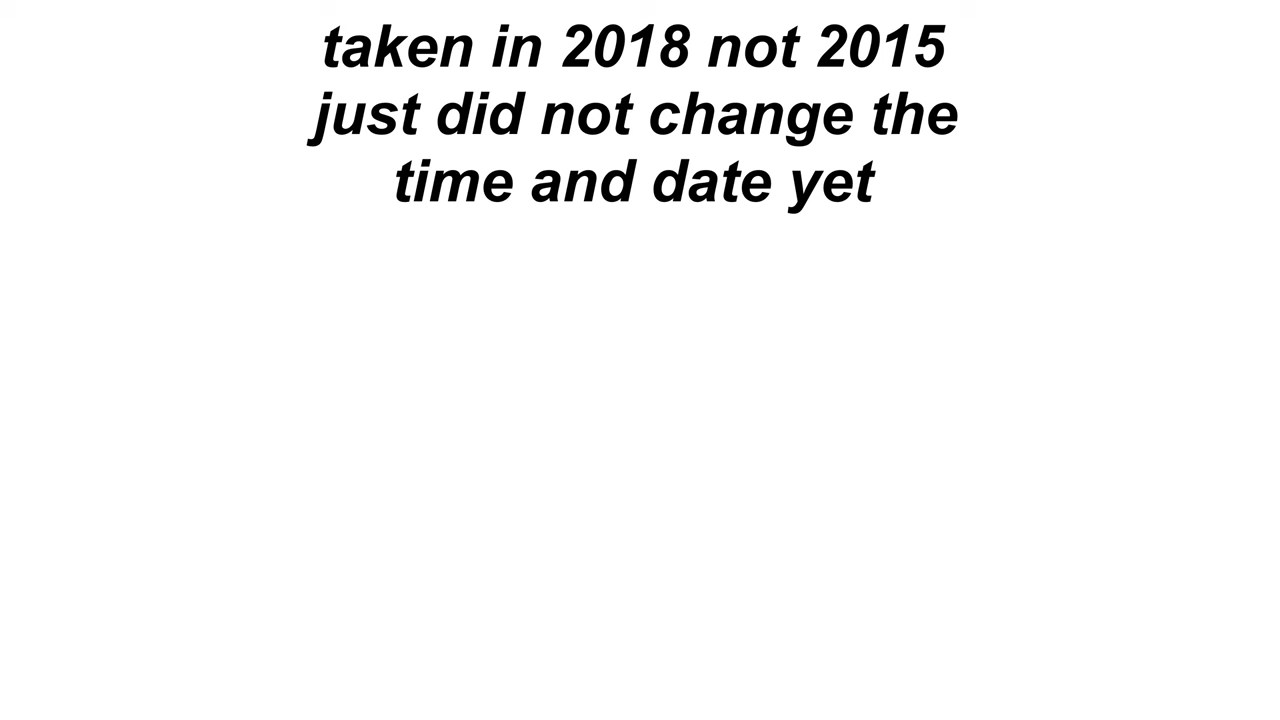 taken in 2018 not 2015
just did not change the
time and date yet